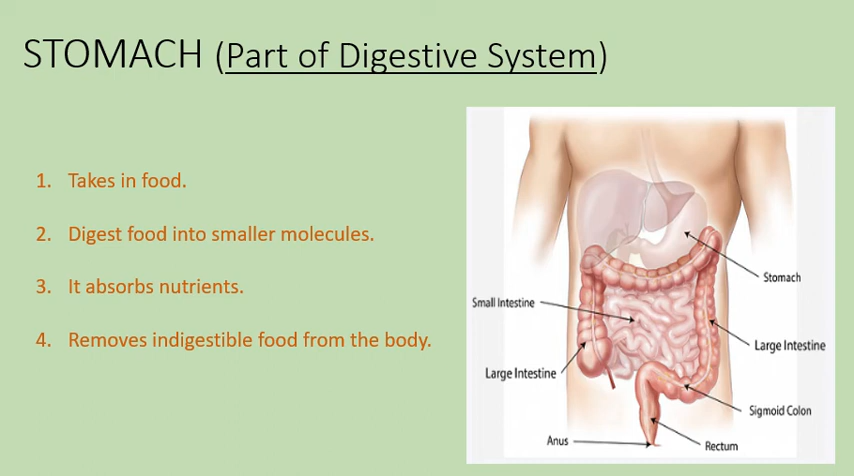 STOMACH (Part of Digestive System)
1. Takes in food.
2. Digest food into smaller molecules.
3. It absorbs nutrients.
4. Removes indigestible food from the body.
Stomach
Small Intestine
Large Intestine
Large Intestine
Sigmoid Colon
Anus
Rectum